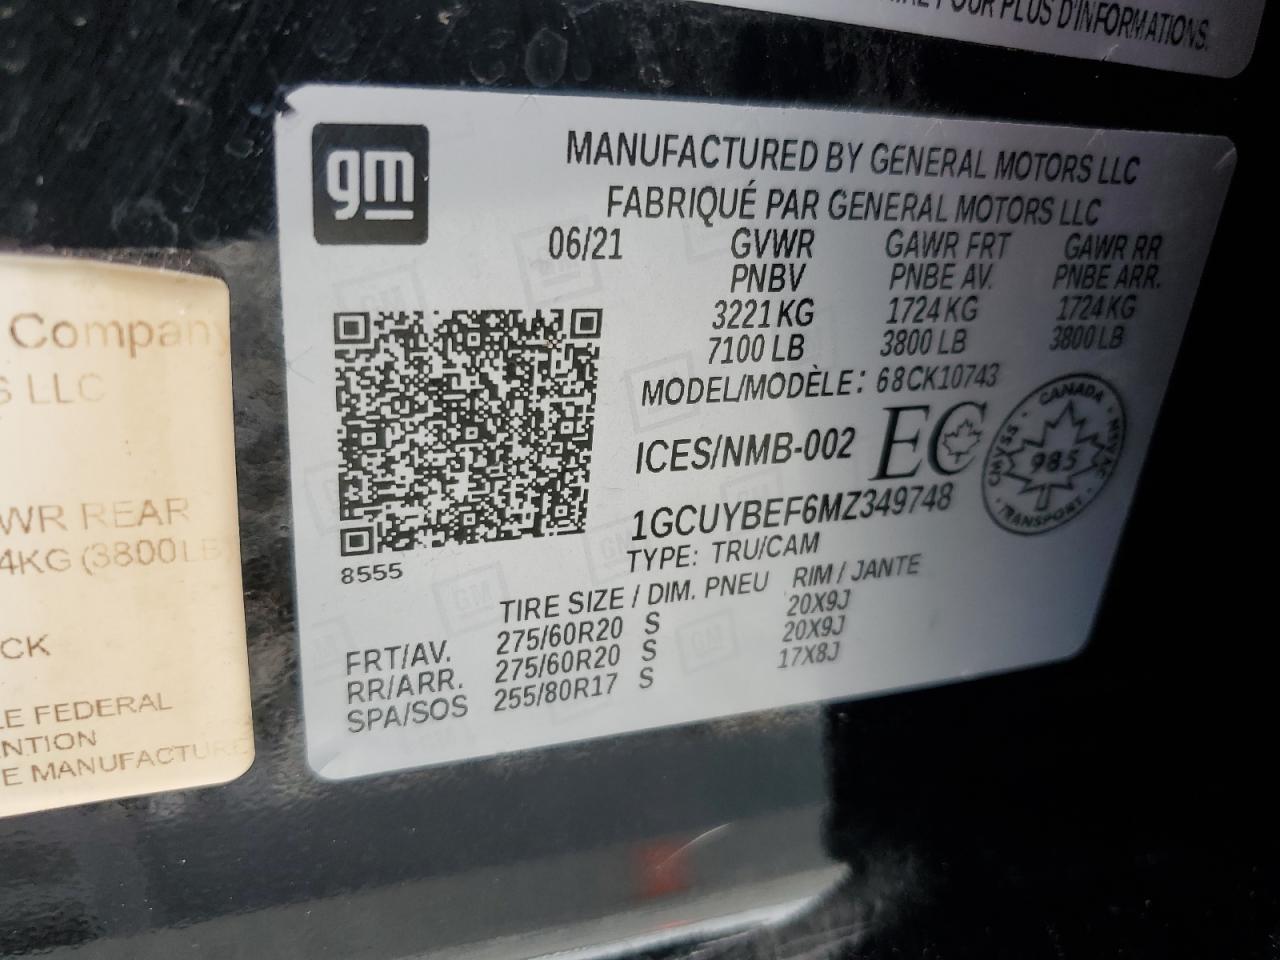 POUR PLUS D'INFORMATIONS.
gm
MANUFACTURED BY GENERAL MOTORS LLC
FABRIQUÉ PAR GENERAL MOTORS LLC
06/21 GVWR GAWR FRT GAWR RR
PNBV PNBE AV. PNBE ARR.
3221 KG 1724 KG 1724 KG
7100 LB 3800 LB 3800 LB
MODEL/MODÈLE: 68CK10743
ICES/NMB-002 EC
CANADA
CMVSS NSVAC
985
TRANSPORT
1GCUYBEF6MZ349748
TYPE: TRU/CAM
8555
TIRE SIZE / DIM. PNEU RIM / JANTE
FRT/AV. 275/60R20 S 20X9J
RR/ARR. 275/60R20 S 20X9J
SPA/SOS 255/80R17 S 17X8J
Company
S LLC
WR REAR
4KG (3800LB
CK
LE FEDERAL
NTION
E MANUFACTURE